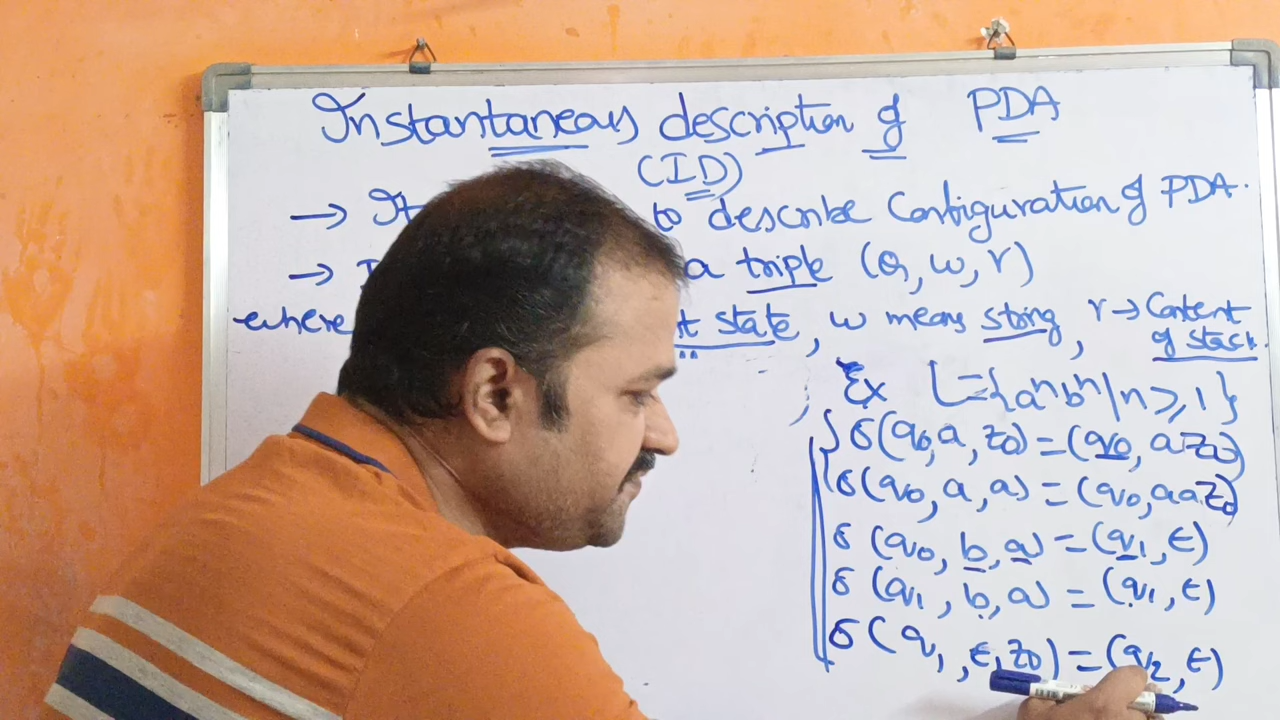 Instantaneous description of PDA
(ID)
→ It to describe Configuration of PDA.
→ a triple (q, w, r)
where state, w means string, r → Content
of stack.
Ex L={aⁿbⁿ|n≥,1}
δ(q0,a,z0)=(q0,az0)
δ(q0,a,a)=(q0,aaz0)
δ(q0,b,a)=(q1,ε)
δ(q1,b,a)=(q1,ε)
δ(q1,ε,z0)=(q2,ε)